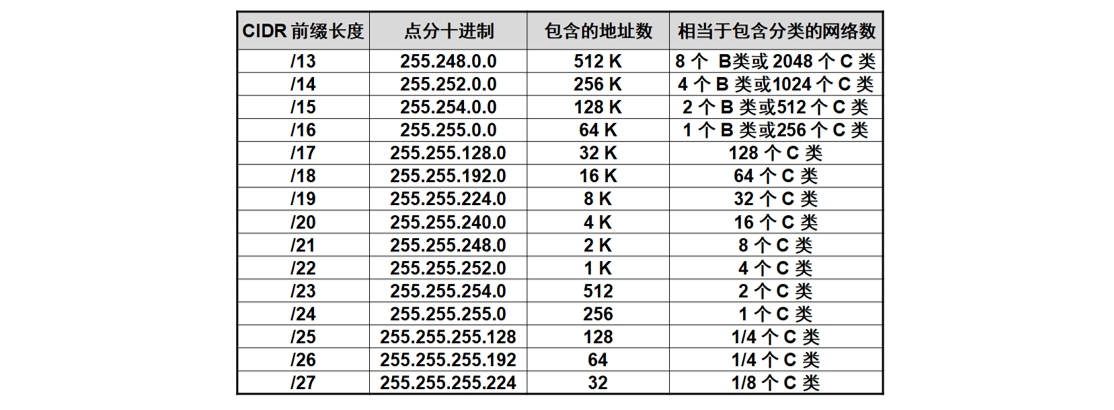 CIDR 前缀长度 点分十进制 包含的地址数 相当于包含分类的网络数
/13 255.248.0.0 512 K 8 个 B类或 2048 个 C 类
/14 255.252.0.0 256 K 4 个 B 类或1024 个 C 类
/15 255.254.0.0 128 K 2 个 B 类或512 个 C 类
/16 255.255.0.0 64 K 1 个 B 类或256 个 C 类
/17 255.255.128.0 32 K 128 个 C 类
/18 255.255.192.0 16 K 64 个 C 类
/19 255.255.224.0 8 K 32 个 C 类
/20 255.255.240.0 4 K 16 个 C 类
/21 255.255.248.0 2 K 8 个 C 类
/22 255.255.252.0 1 K 4 个 C 类
/23 255.255.254.0 512 2 个 C 类
/24 255.255.255.0 256 1 个 C 类
/25 255.255.255.128 128 1/4 个 C 类
/26 255.255.255.192 64 1/4 个 C 类
/27 255.255.255.224 32 1/8 个 C 类